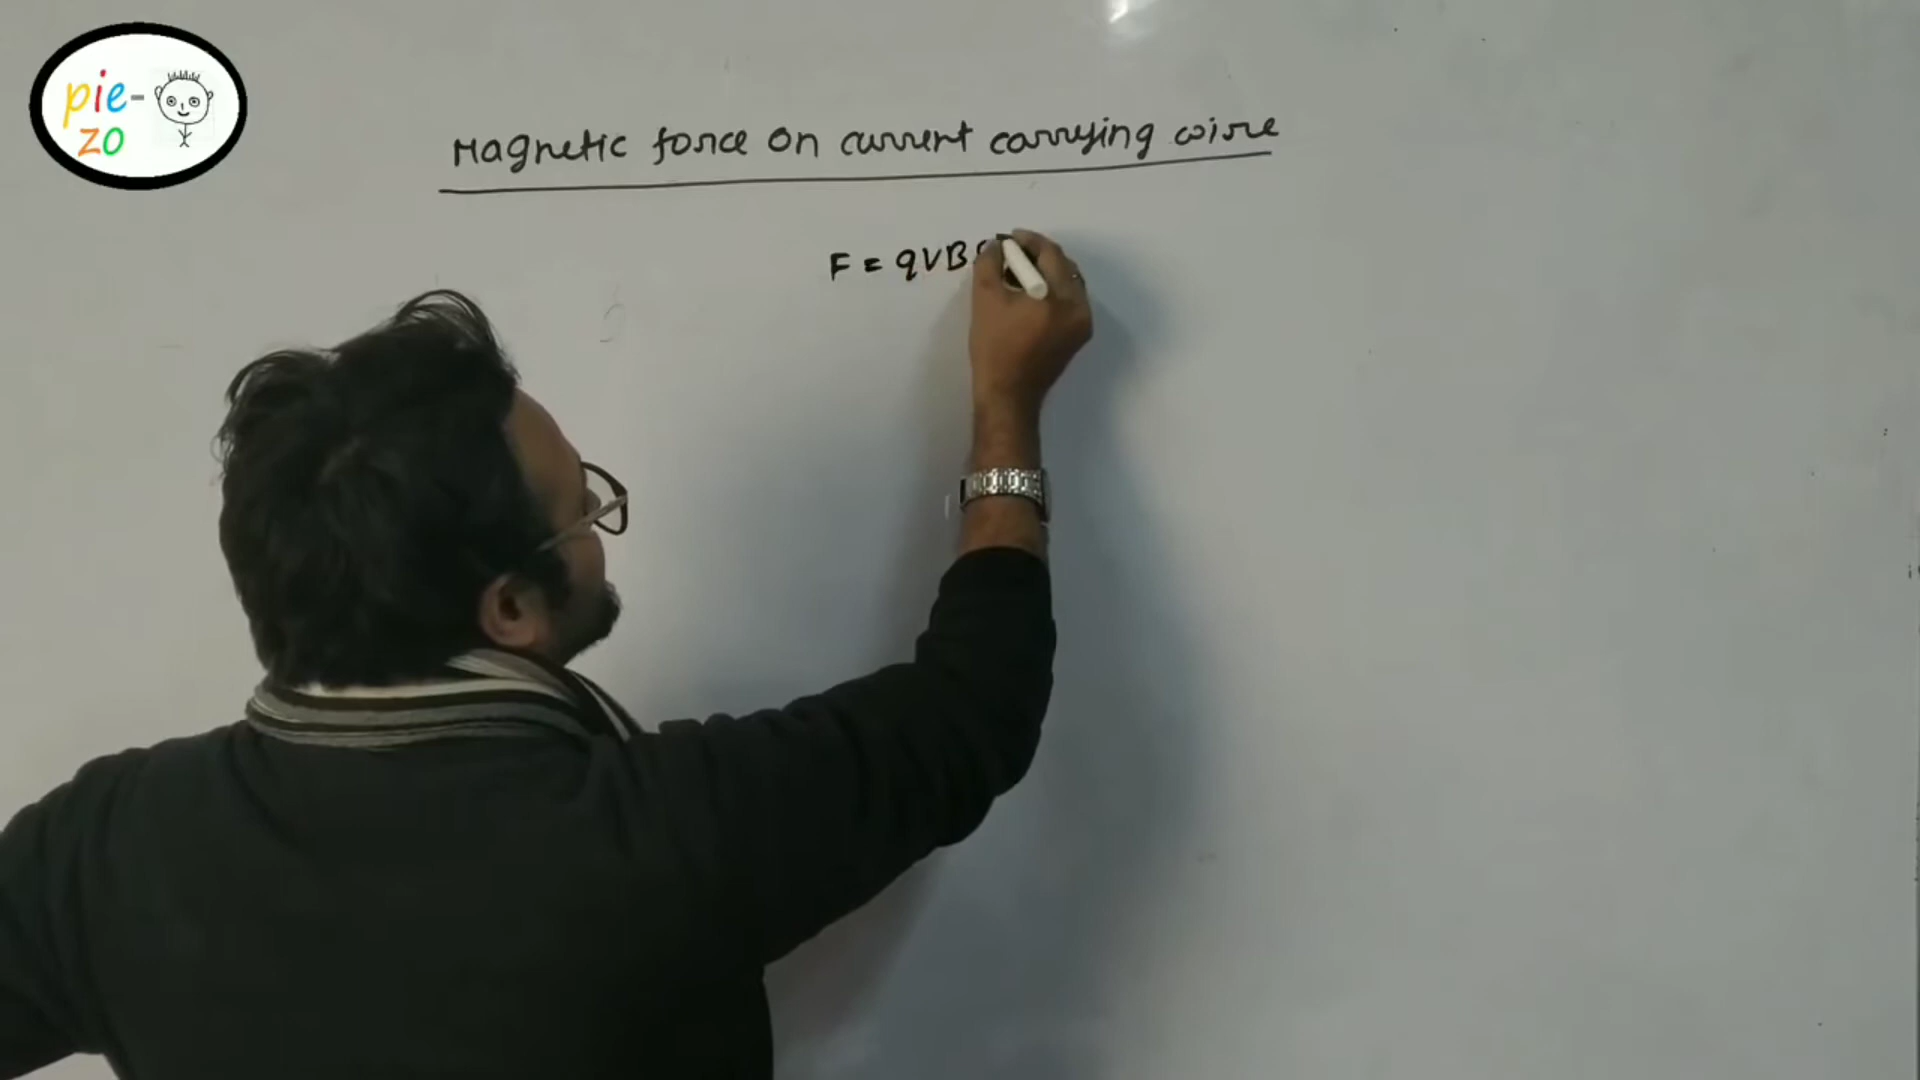 pie-
zo
Magnetic force on current carrying wire
F = qVB